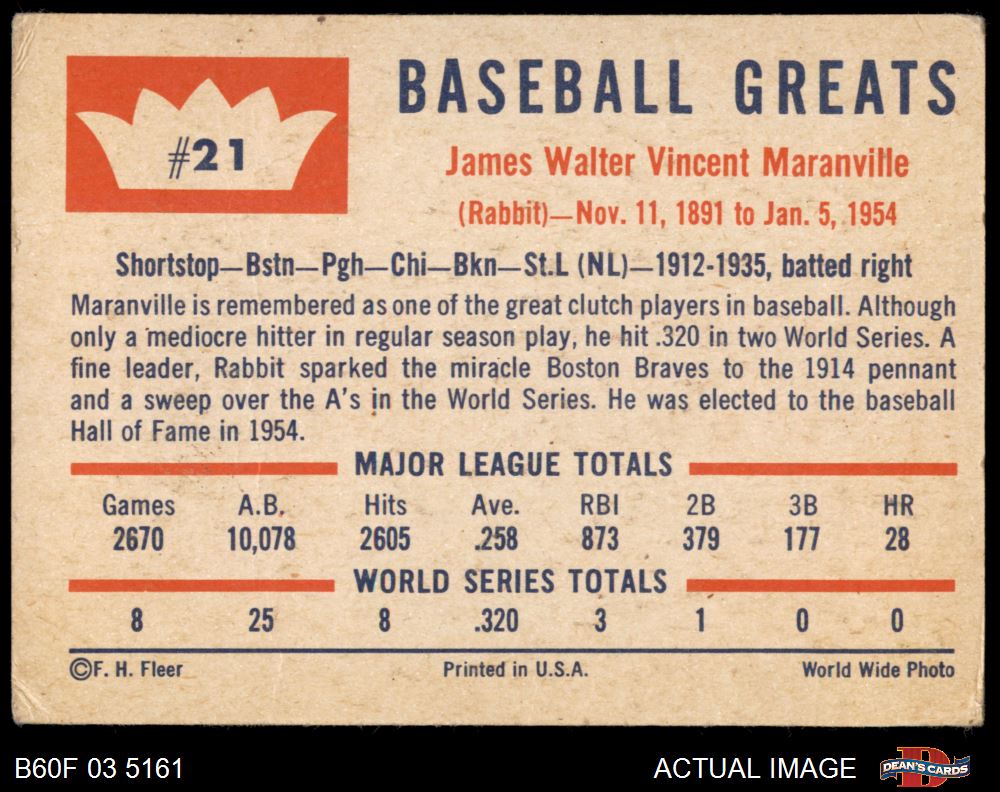 #21
BASEBALL GREATS
James Walter Vincent Maranville
(Rabbit)—Nov. 11, 1891 to Jan. 5, 1954
Shortstop—Bstn—Pgh—Chi—Bkn—St.L (NL)—1912-1935, batted right
Maranville is remembered as one of the great clutch players in baseball. Although
only a mediocre hitter in regular season play, he hit .320 in two World Series. A
fine leader, Rabbit sparked the miracle Boston Braves to the 1914 pennant
and a sweep over the A's in the World Series. He was elected to the baseball
Hall of Fame in 1954.
MAJOR LEAGUE TOTALS
Games A.B. Hits Ave. RBI 2B 3B HR
2670 10,078 2605 .258 873 379 177 28
WORLD SERIES TOTALS
8 25 8 .320 3 1 0 0
©F. H. Fleer Printed in U.S.A. World Wide Photo
B60F 03 5161 ACTUAL IMAGE D DEAN'S CARDS